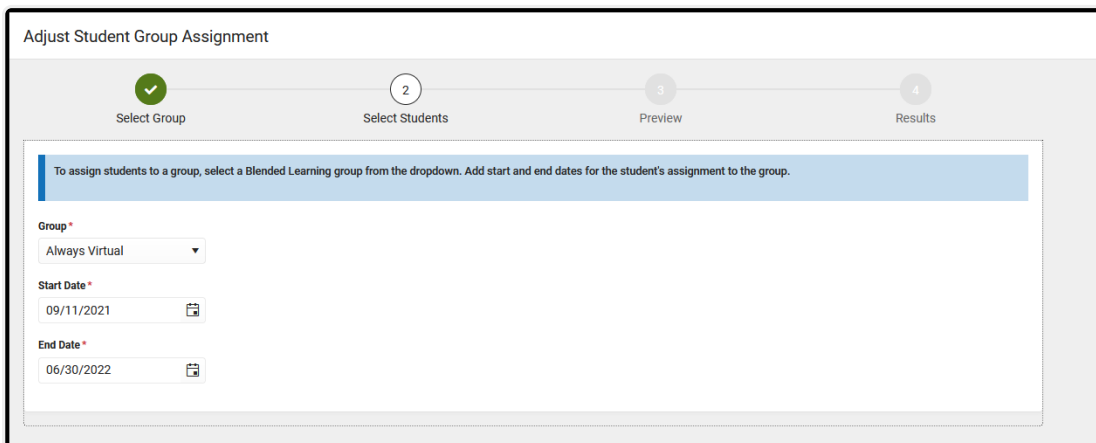 Adjust Student Group Assignment
2 3 4
Select Group Select Students Preview Results
To assign students to a group, select a Blended Learning group from the dropdown. Add start and end dates for the student's assignment to the group.
Group *
Always Virtual
Start Date *
09/11/2021
End Date *
06/30/2022